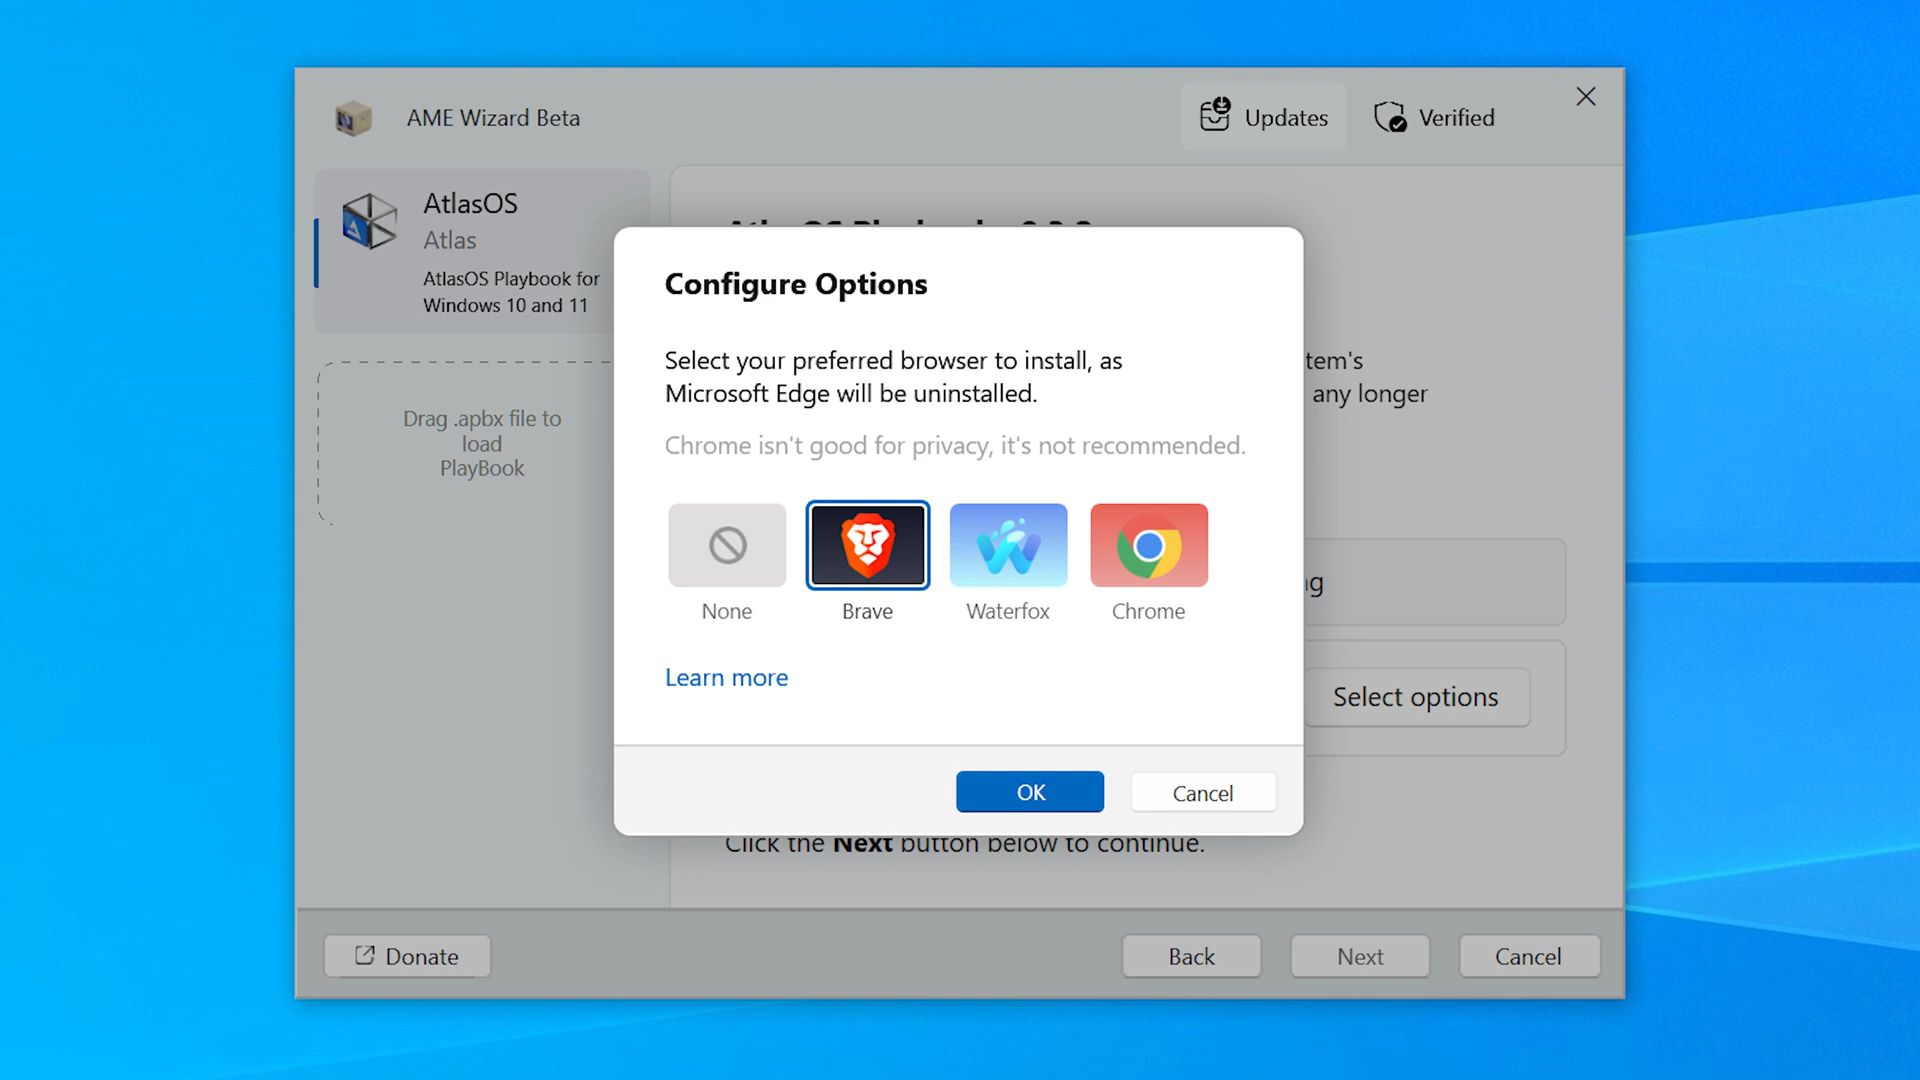 AME Wizard Beta
Updates
Verified
AtlasOS
Atlas
AtlasOS Playbook for
Windows 10 and 11
Drag .apbx file to
load
PlayBook
Configure Options
Select your preferred browser to install, as
Microsoft Edge will be uninstalled.
Chrome isn't good for privacy, it's not recommended.
None
Brave
Waterfox
Chrome
Learn more
OK
Cancel
any longer
Select options
Click the Next button below to continue.
Donate
Back
Next
Cancel